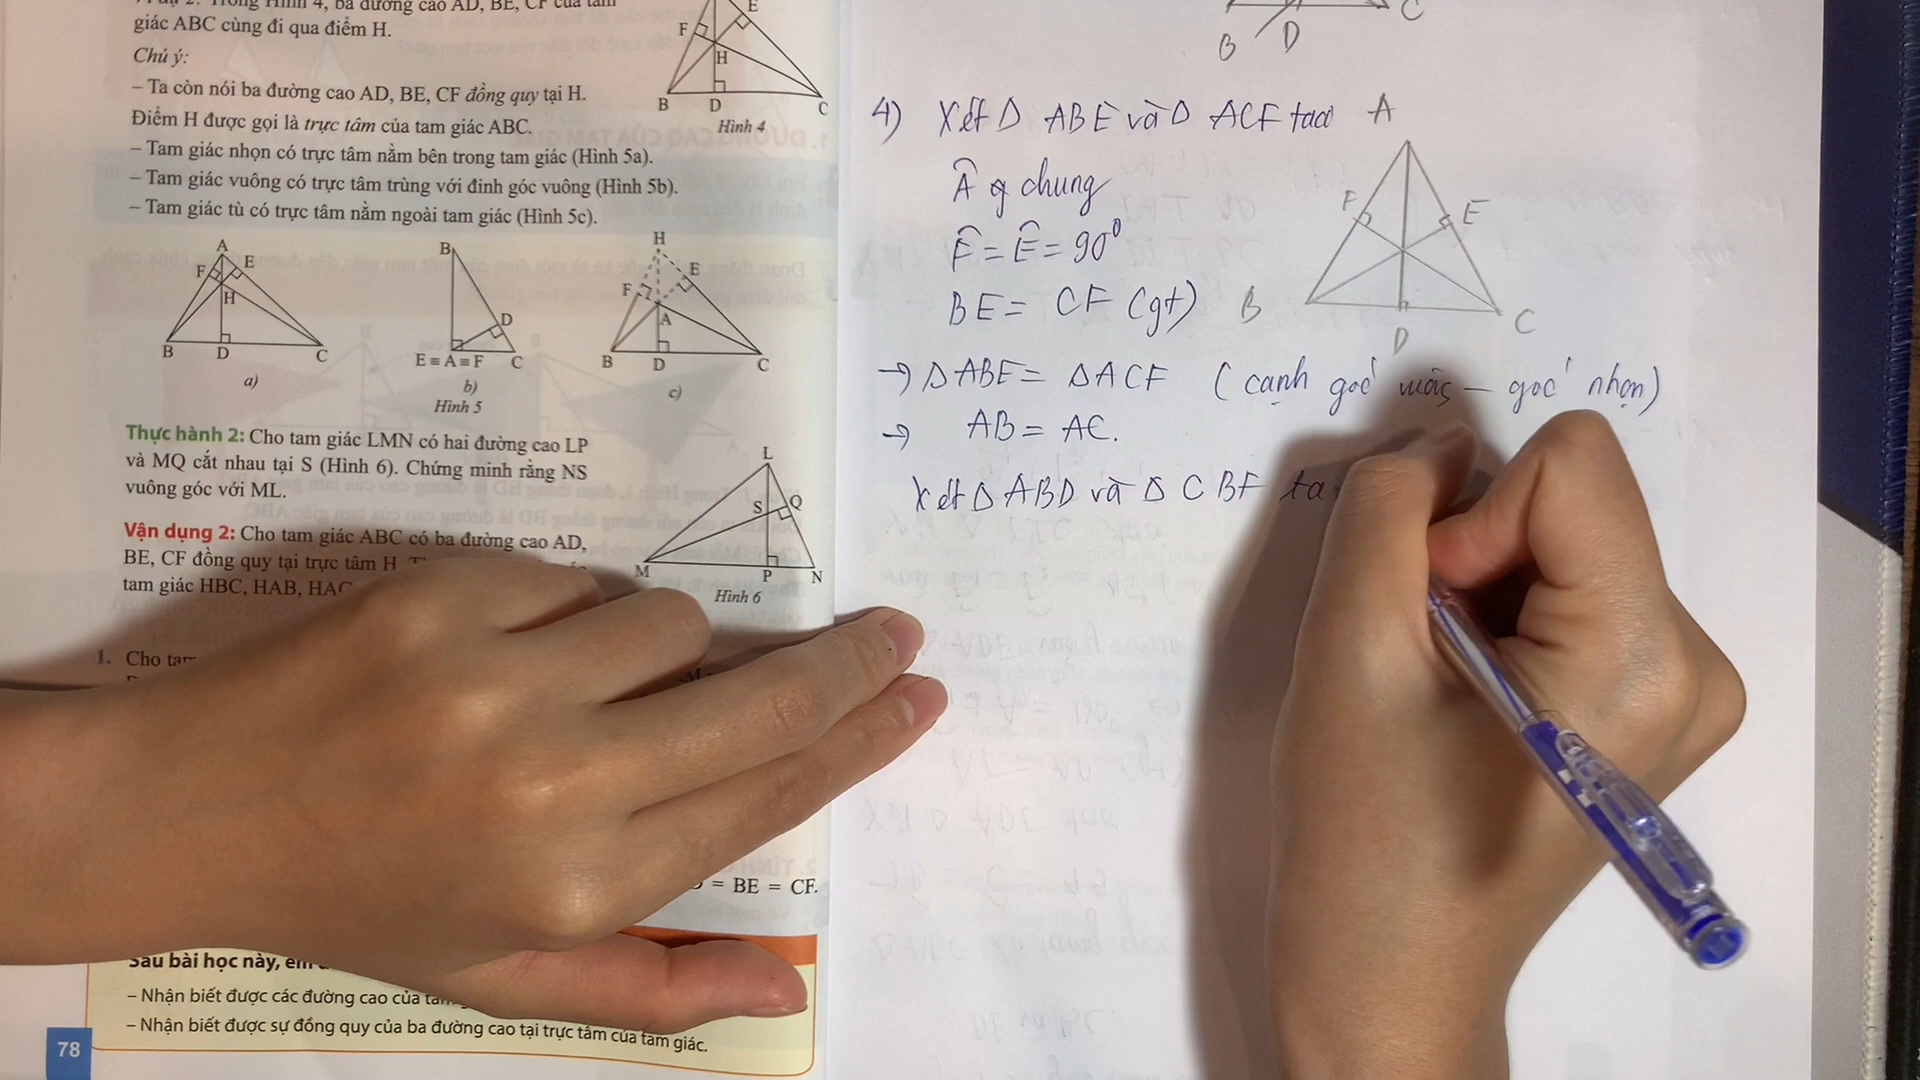 giác ABC cùng đi qua điểm H.
Chú ý:
– Ta còn nói ba đường cao AD, BE, CF đồng quy tại H.
Điểm H được gọi là trực tâm của tam giác ABC.
– Tam giác nhọn có trực tâm nằm bên trong tam giác (Hình 5a).
– Tam giác vuông có trực tâm trùng với đỉnh góc vuông (Hình 5b).
– Tam giác tù có trực tâm nằm ngoài tam giác (Hình 5c).
E
F
H
B
D
C
Hình 4
A
F
E
H
B
D
C
a)
B
D
E ≡ A ≡ F
C
b)
Hình 5
H
E
F
A
B
D
C
c)
Thực hành 2: Cho tam giác LMN có hai đường cao LP
và MQ cắt nhau tại S (Hình 6). Chứng minh rằng NS
vuông góc với ML.
Vận dụng 2: Cho tam giác ABC có ba đường cao AD,
BE, CF đồng quy tại trực tâm H.
tam giác HBC, HAB, HAC
L
S
Q
M
P
N
Hình 6
1. Cho
= BE = CF.
Sau bài học này,
– Nhận biết được các đường cao của
– Nhận biết được sự đồng quy của ba đường cao tại trực tâm của tam giác.
78
C
B
D
4) Xét Δ ABE và Δ ACF
Â chung
F̂ = Ê = 90⁰
BE = CF (gt)
→ Δ ABE = Δ ACF (cạnh góc – góc nhọn)
→ AB = AC.
Xét Δ ABD và Δ CBF ta
A
F
E
B
D
C